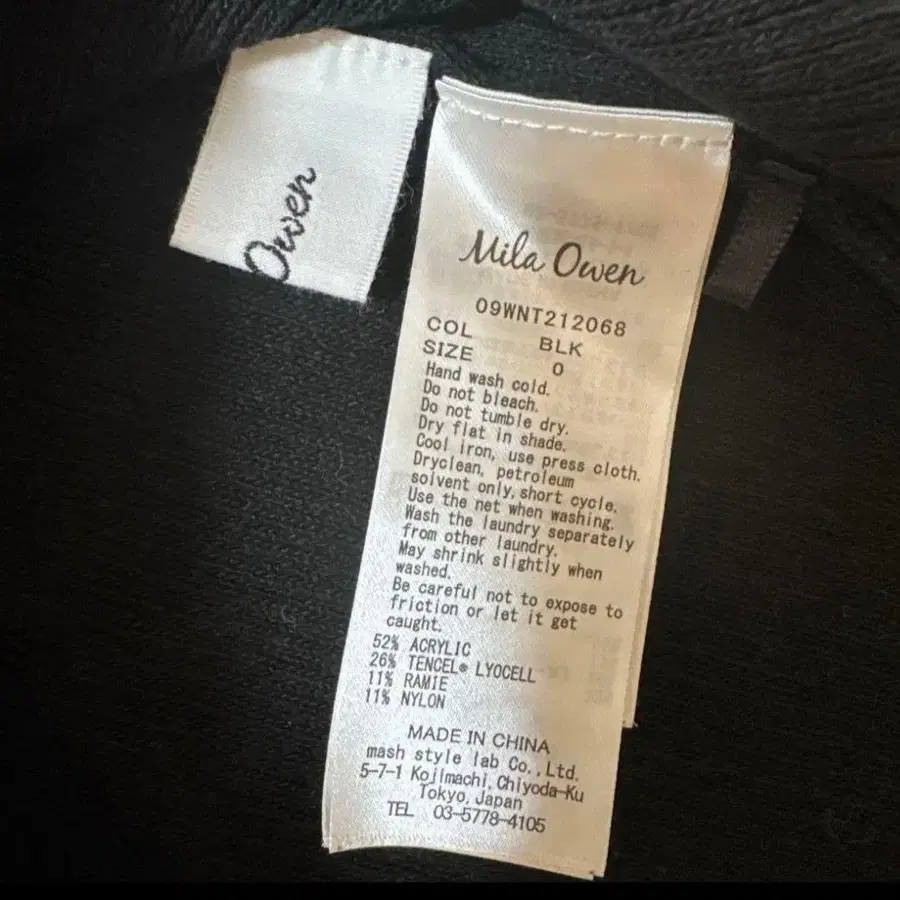 Owen
Mila Owen
09WNT212068
COL BLK
SIZE 0
Hand wash cold.
Do not bleach.
Do not tumble dry.
Dry flat in shade.
Cool iron, use press cloth.
Dryclean, petroleum
solvent only, short cycle.
Use the net when washing.
Wash the laundry separately
from other laundry.
May shrink slightly when
washed.
Be careful not to expose to
friction or let it get
caught.
52% ACRYLIC
26% TENCEL® LYOCELL
11% RAMIE
11% NYLON
MADE IN CHINA
mash style lab Co.,Ltd.
5-7-1 Kojimachi, Chiyoda-Ku
Tokyo, Japan
TEL 03-5778-4105